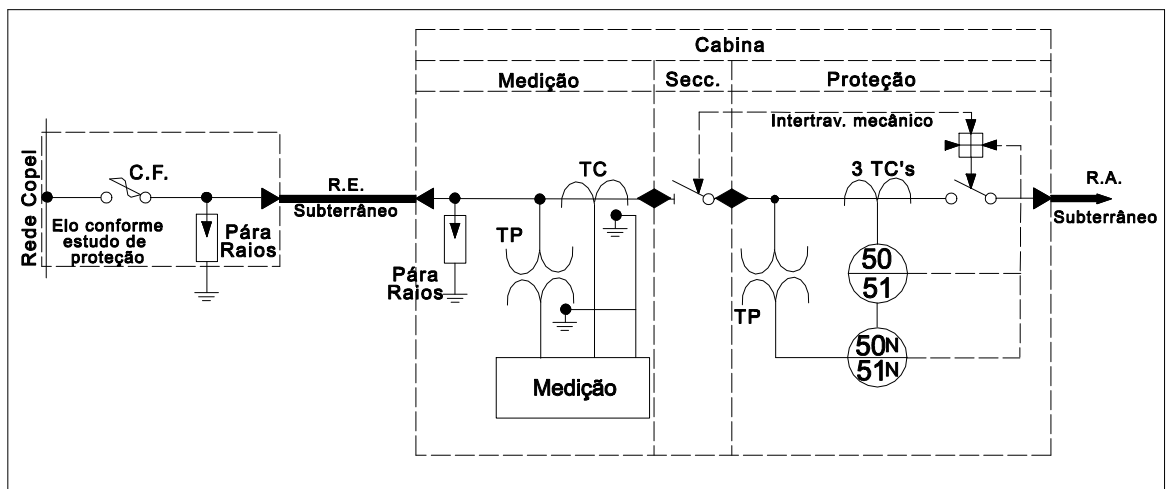 Cabina
Medição
Secc.
Proteção
Intertrav. mecânico
Rede Copel
C.F.
R.E.
Subterrâneo
TC
3 TC's
R.A.
Subterrâneo
Elo conforme
estudo de
proteção
Pára
Raios
Pára
Raios
TP
TP
50
51
50N
51N
Medição